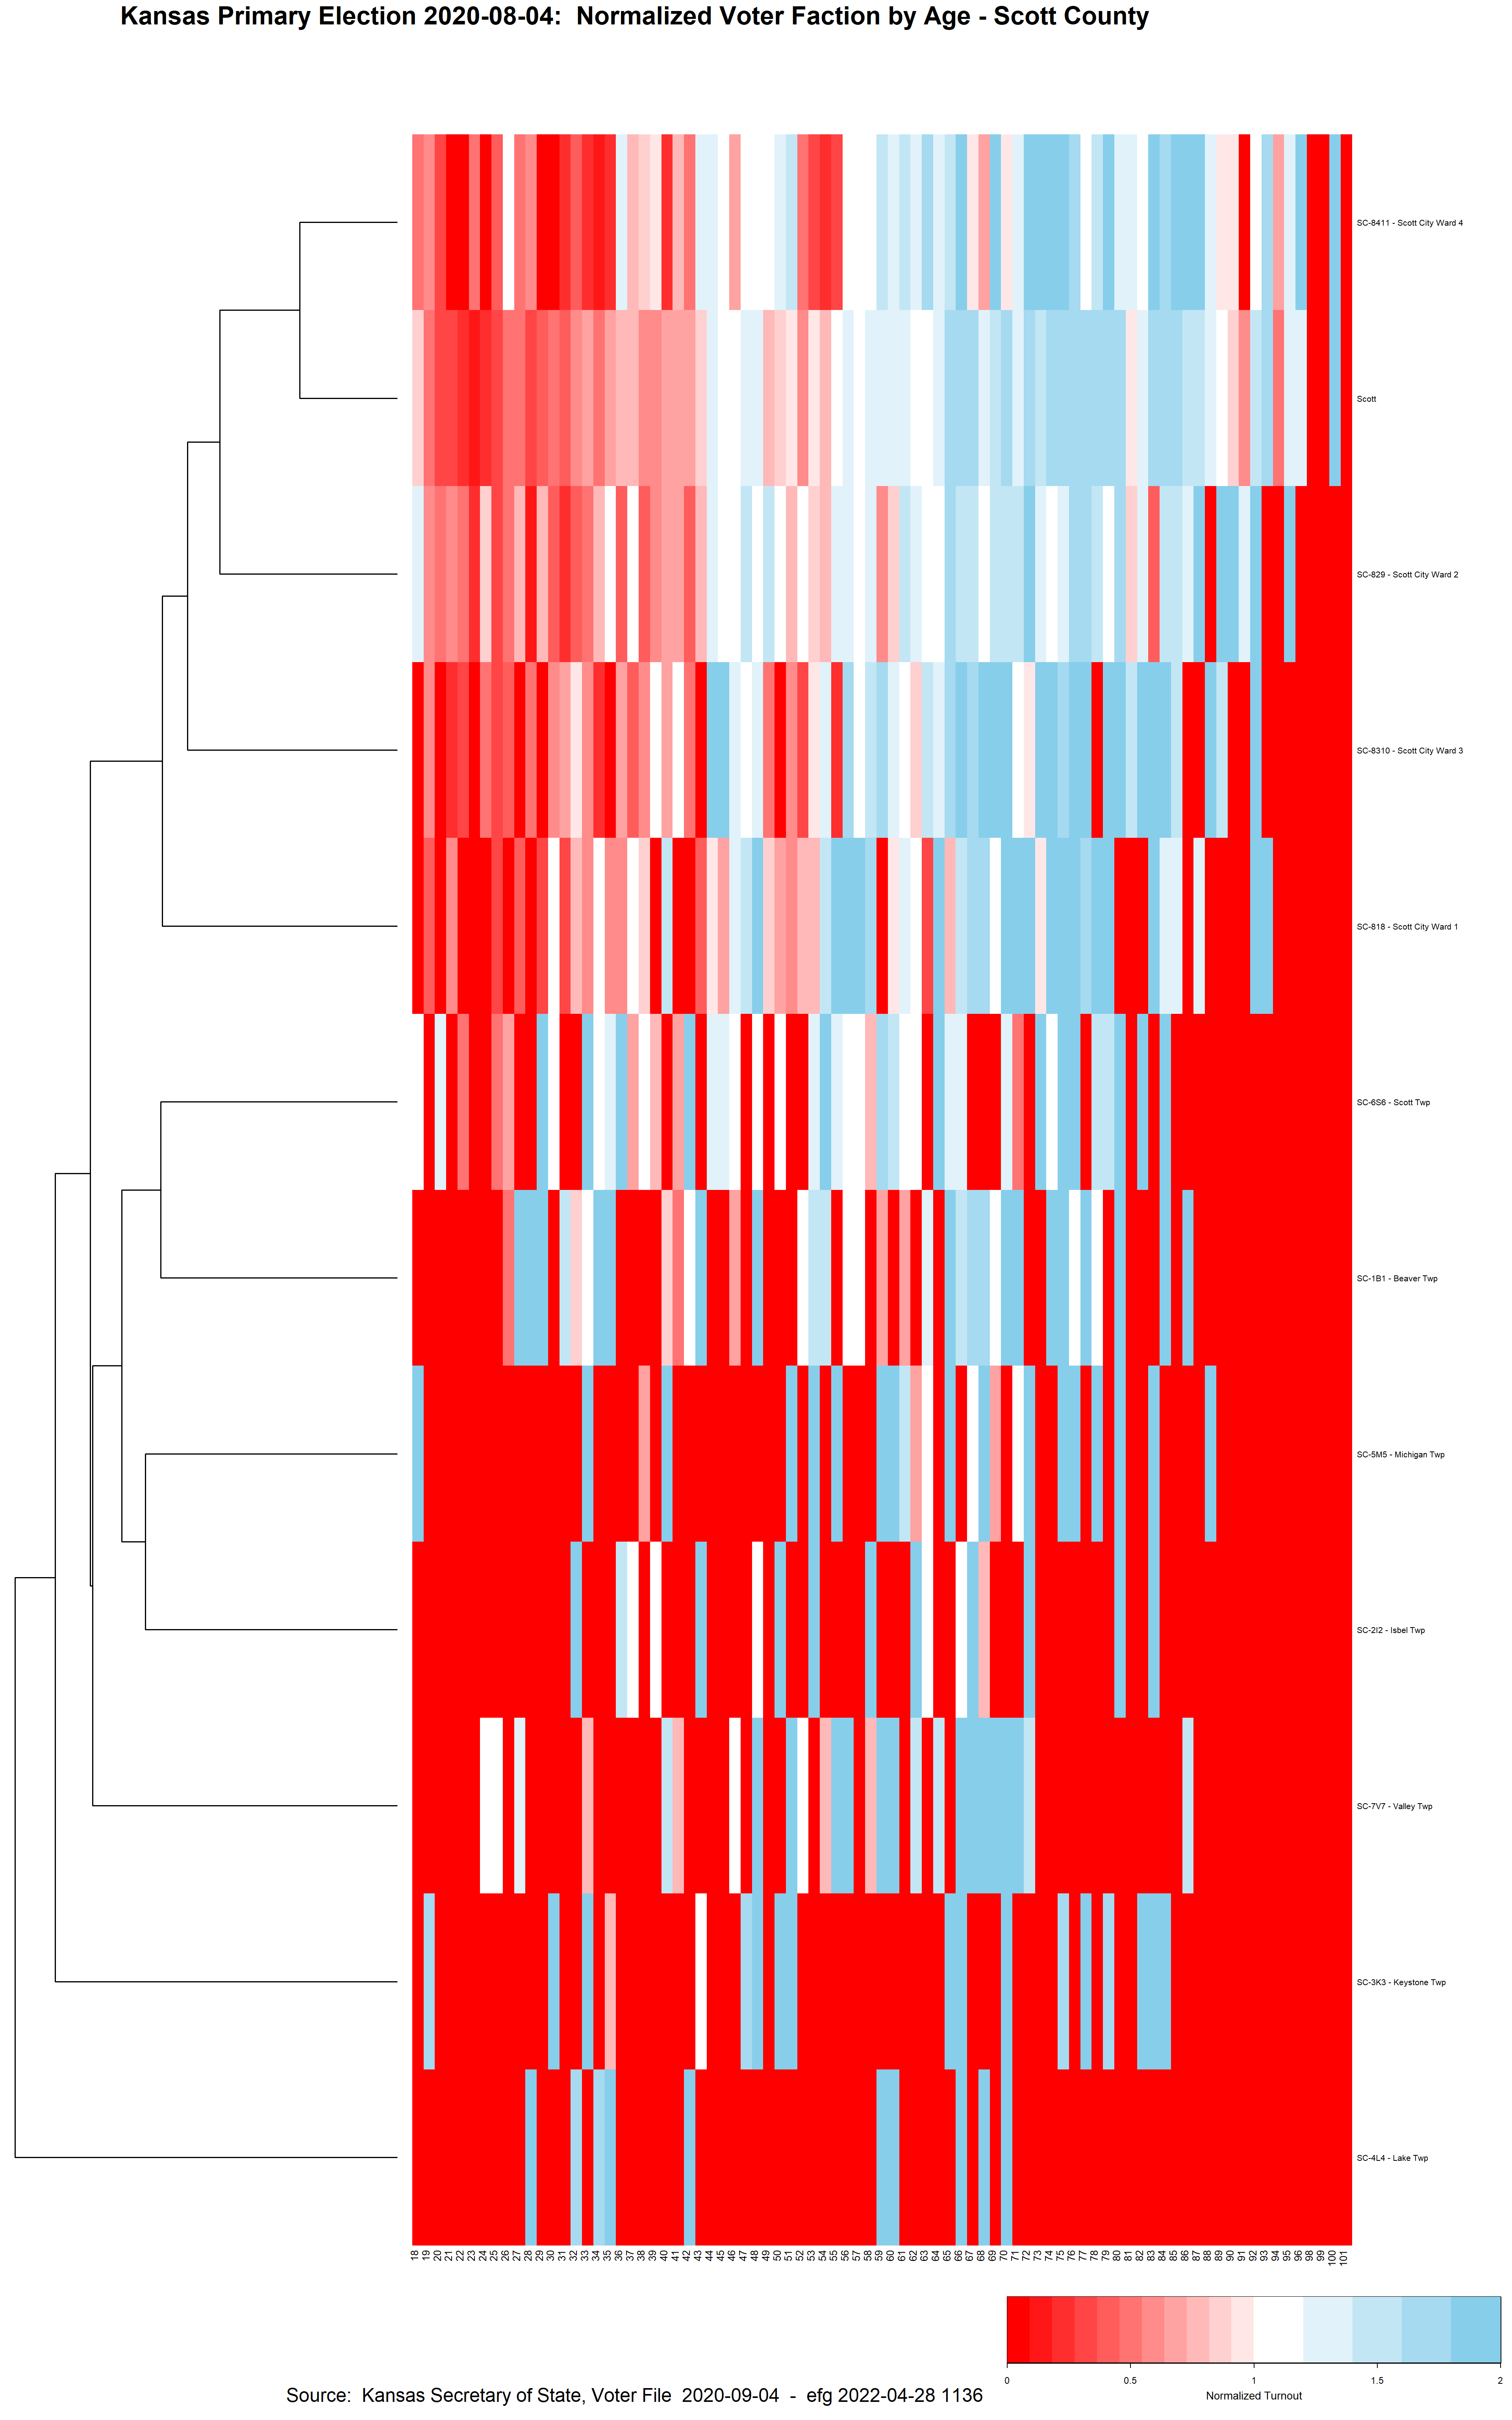 Kansas Primary Election 2020-08-04:  Normalized Voter Faction by Age - Scott County
SC-8411 - Scott City Ward 4
Scott
SC-829 - Scott City Ward 2
SC-8310 - Scott City Ward 3
SC-818 - Scott City Ward 1
SC-6S6 - Scott Twp
SC-1B1 - Beaver Twp
SC-5M5 - Michigan Twp
SC-2I2 - Isbel Twp
SC-7V7 - Valley Twp
SC-3K3 - Keystone Twp
SC-4L4 - Lake Twp
18 19 20 21 22 23 24 25 26 27 28 29 30 31 32 33 34 35 36 37 38 39 40 41 42 43 44 45 46 47 48 49 50 51 52 53 54 55 56 57 58 59 60 61 62 63 64 65 66 67 68 69 70 71 72 73 74 75 76 77 78 79 80 81 82 83 84 85 86 87 88 89 90 91 92 93 94 95 96 98 99 100 101
0 0.5 1 1.5 2
Normalized Turnout
Source:  Kansas Secretary of State, Voter File  2020-09-04  -  efg 2022-04-28 1136